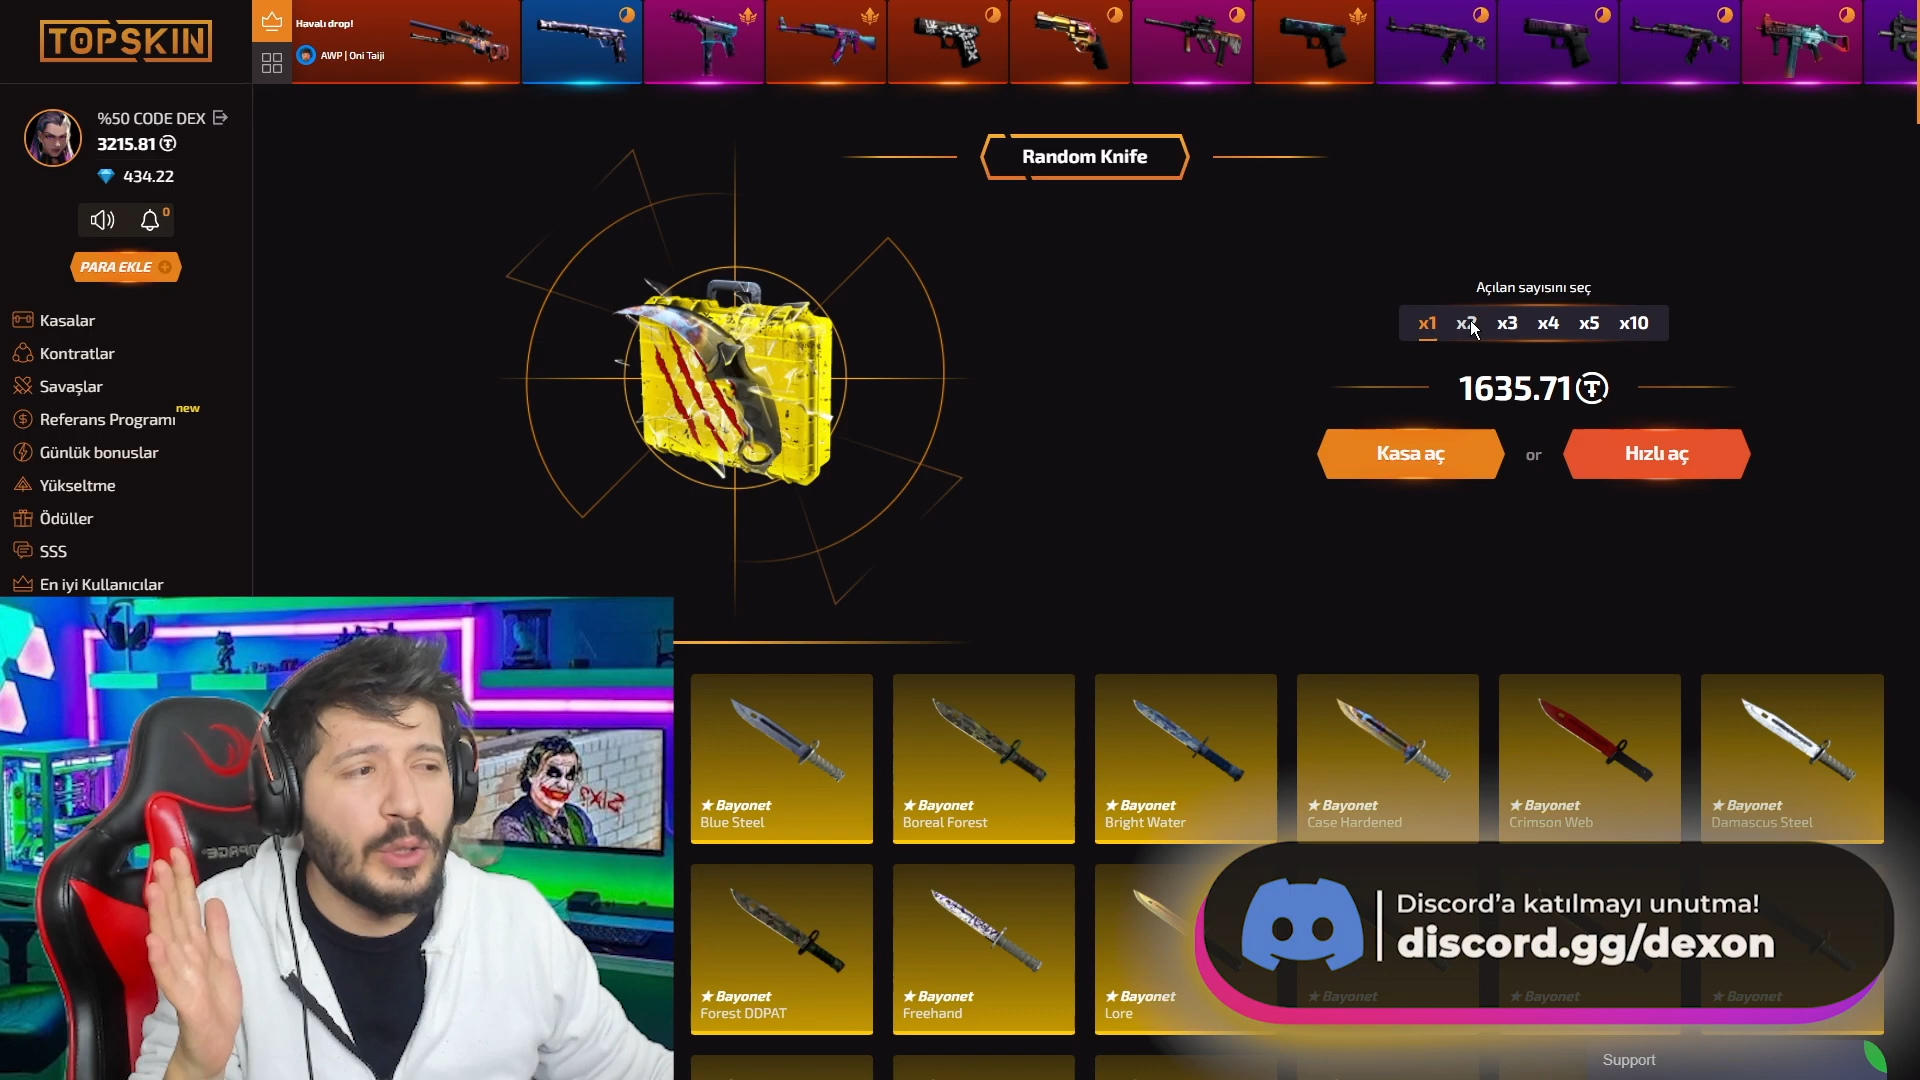 TOPSKIN
Havalı drop!
AWP | Oni Taiji
%50 CODE DEX
3215.81
434.22
0
PARA EKLE
Kasalar
Kontratlar
Savaşlar
Referans Programı
new
Günlük bonuslar
Yükseltme
Ödüller
SSS
En iyi Kullanıcılar
Random Knife
Açılan sayısını seç
x1 x2 x3 x4 x5 x10
1635.71
Kasa aç
or
Hızlı aç
★ Bayonet
Blue Steel
★ Bayonet
Boreal Forest
★ Bayonet
Bright Water
★ Bayonet
Case Hardened
★ Bayonet
Crimson Web
★ Bayonet
Damascus Steel
★ Bayonet
Forest DDPAT
★ Bayonet
Freehand
★ Bayonet
Lore
★ Bayonet
★ Bayonet
★ Bayonet
Discord'a katılmayı unutma!
discord.gg/dexon
Support